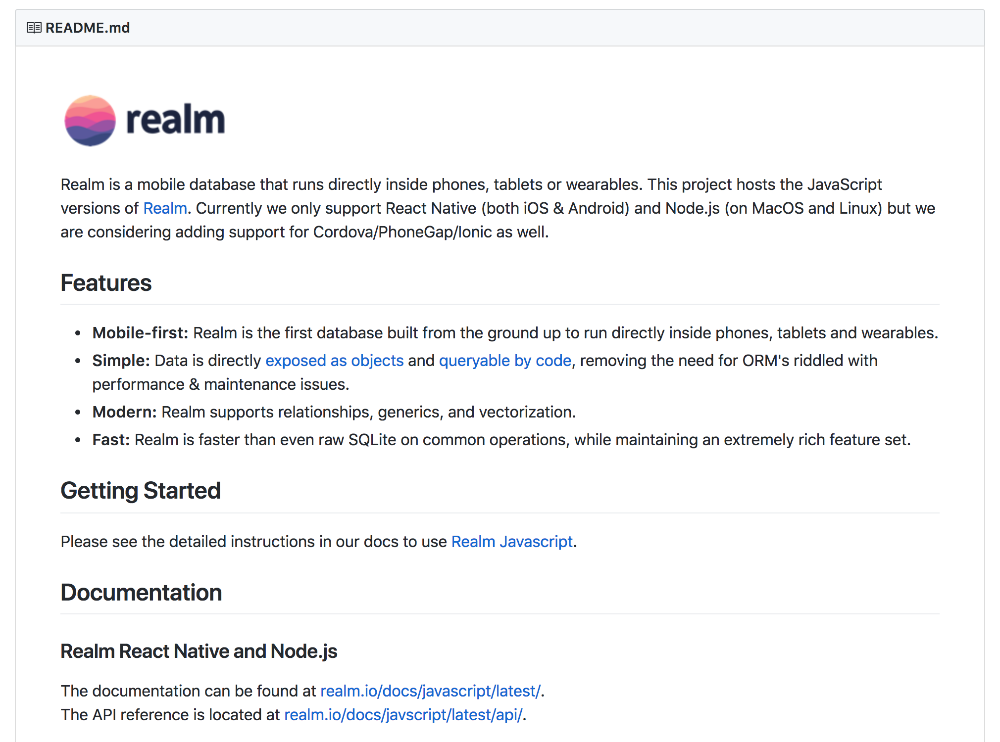 README.md
realm
Realm is a mobile database that runs directly inside phones, tablets or wearables. This project hosts the JavaScript
versions of Realm. Currently we only support React Native (both iOS & Android) and Node.js (on MacOS and Linux) but we
are considering adding support for Cordova/PhoneGap/Ionic as well.
Features
• Mobile-first: Realm is the first database built from the ground up to run directly inside phones, tablets and wearables.
• Simple: Data is directly exposed as objects and queryable by code, removing the need for ORM's riddled with
performance & maintenance issues.
• Modern: Realm supports relationships, generics, and vectorization.
• Fast: Realm is faster than even raw SQLite on common operations, while maintaining an extremely rich feature set.
Getting Started
Please see the detailed instructions in our docs to use Realm Javascript.
Documentation
Realm React Native and Node.js
The documentation can be found at realm.io/docs/javascript/latest/.
The API reference is located at realm.io/docs/javscript/latest/api/.